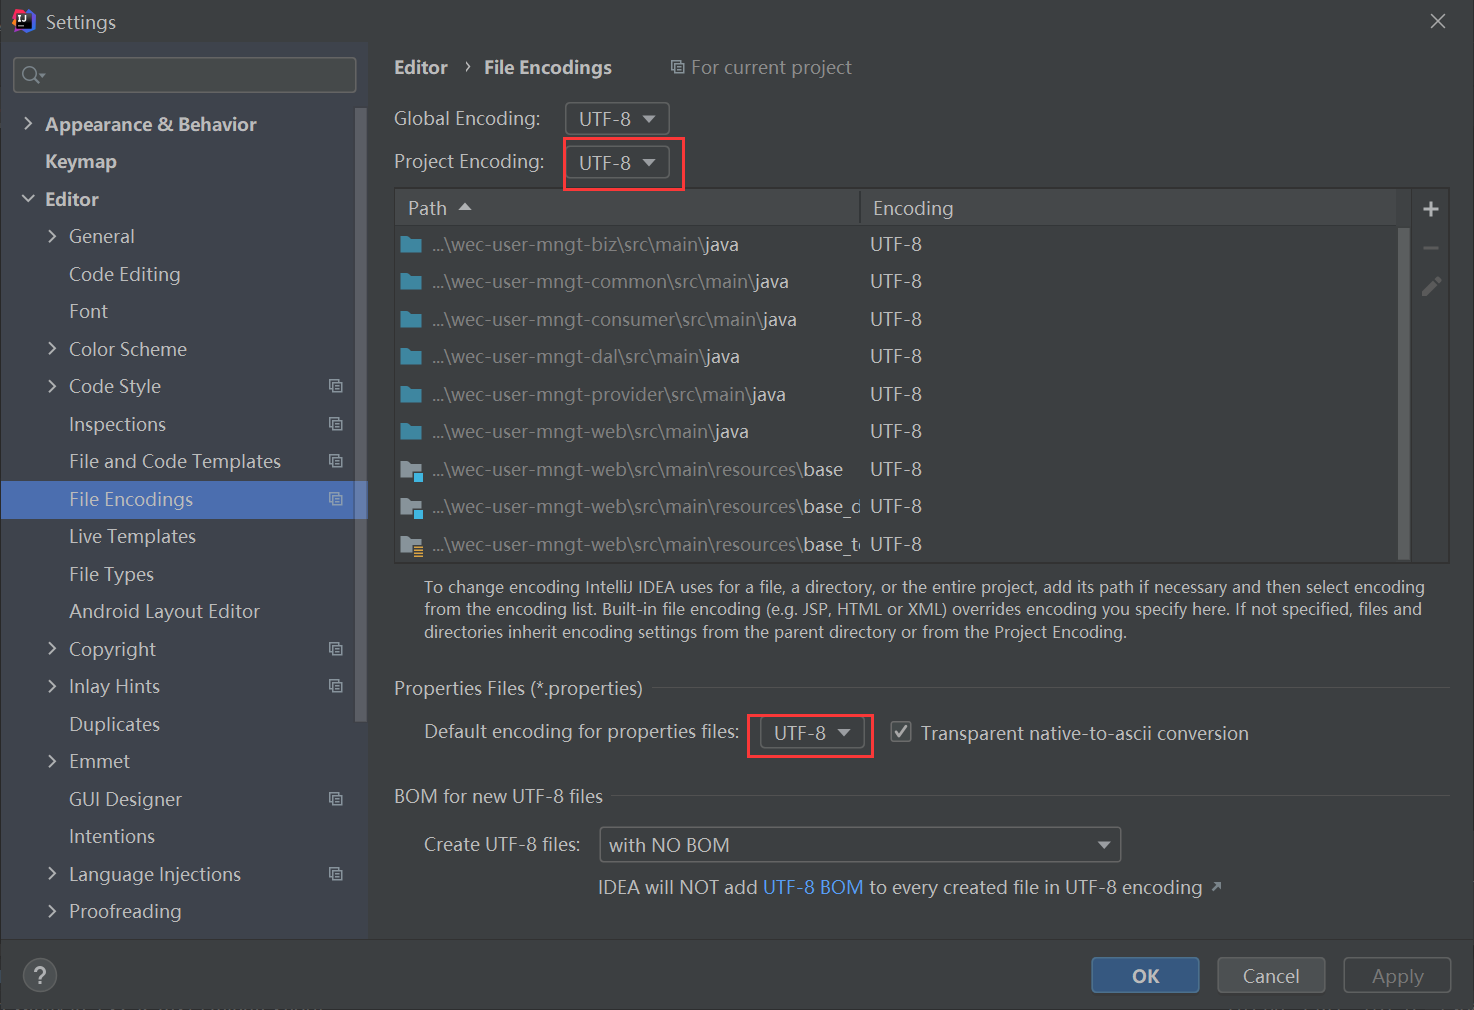 Settings
Appearance & Behavior
Keymap
Editor
General
Code Editing
Font
Color Scheme
Code Style
Inspections
File and Code Templates
File Encodings
Live Templates
File Types
Android Layout Editor
Copyright
Inlay Hints
Duplicates
Emmet
GUI Designer
Intentions
Language Injections
Proofreading
Editor › File Encodings For current project
Global Encoding: UTF-8
Project Encoding: UTF-8
Path Encoding
...\wec-user-mngt-biz\src\main\java UTF-8
...\wec-user-mngt-common\src\main\java UTF-8
...\wec-user-mngt-consumer\src\main\java UTF-8
...\wec-user-mngt-dal\src\main\java UTF-8
...\wec-user-mngt-provider\src\main\java UTF-8
...\wec-user-mngt-web\src\main\java UTF-8
...\wec-user-mngt-web\src\main\resources\base UTF-8
...\wec-user-mngt-web\src\main\resources\base_d UTF-8
...\wec-user-mngt-web\src\main\resources\base_t UTF-8
To change encoding IntelliJ IDEA uses for a file, a directory, or the entire project, add its path if necessary and then select encoding
from the encoding list. Built-in file encoding (e.g. JSP, HTML or XML) overrides encoding you specify here. If not specified, files and
directories inherit encoding settings from the parent directory or from the Project Encoding.
Properties Files (*.properties)
Default encoding for properties files: UTF-8 Transparent native-to-ascii conversion
BOM for new UTF-8 files
Create UTF-8 files: with NO BOM
IDEA will NOT add UTF-8 BOM to every created file in UTF-8 encoding ↗
? OK Cancel Apply